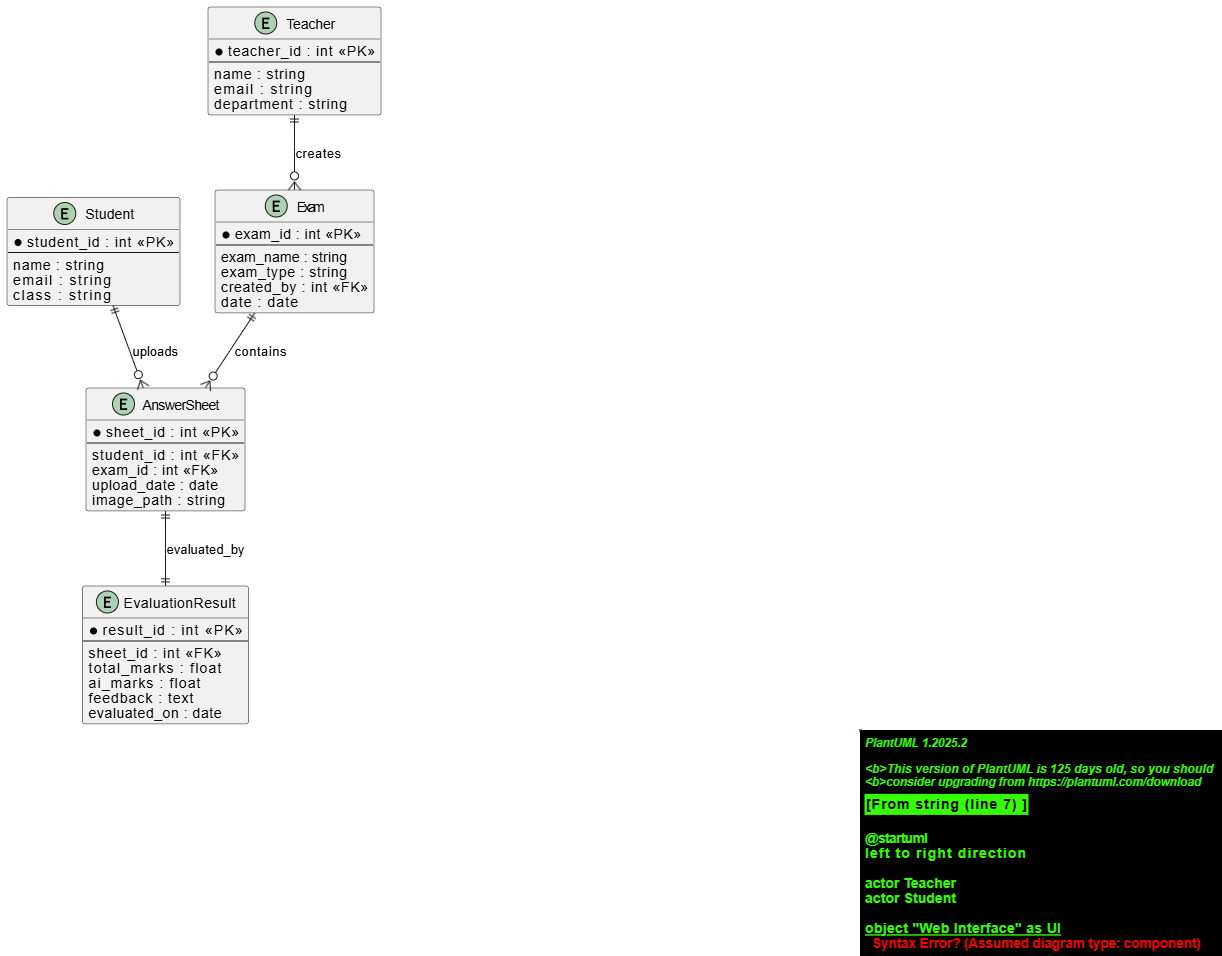 E Teacher
teacher_id : int «PK»
name : string
email : string
department : string
creates
E Student
student_id : int «PK»
name : string
email : string
class : string
E Exam
exam_id : int «PK»
exam_name : string
exam_type : string
created_by : int «FK»
date : date
uploads
contains
E AnswerSheet
sheet_id : int «PK»
student_id : int «FK»
exam_id : int «FK»
upload_date : date
image_path : string
evaluated_by
E EvaluationResult
result_id : int «PK»
sheet_id : int «FK»
total_marks : float
ai_marks : float
feedback : text
evaluated_on : date
PlantUML 1.2025.2
<b>This version of PlantUML is 125 days old, so you should
<b>consider upgrading from https://plantuml.com/download
[From string (line 7) ]
@startuml
left to right direction
actor Teacher
actor Student
object "Web Interface" as UI
Syntax Error? (Assumed diagram type: component)